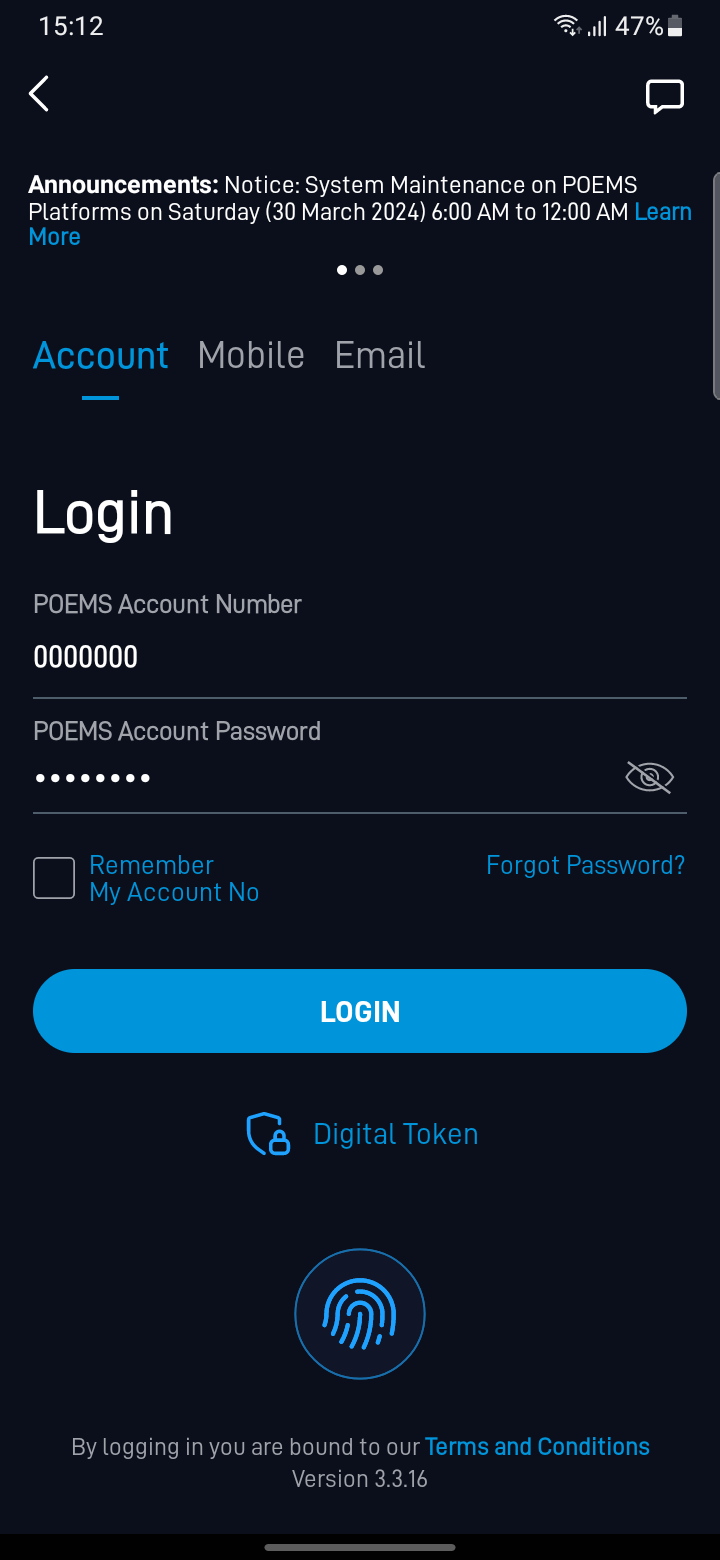 15:12
47%
Announcements: Notice: System Maintenance on POEMS
Platforms on Saturday (30 March 2024) 6:00 AM to 12:00 AM Learn
More
Account Mobile Email
Login
POEMS Account Number
0000000
POEMS Account Password
••••••••
Remember
My Account No
Forgot Password?
LOGIN
Digital Token
By logging in you are bound to our Terms and Conditions
Version 3.3.16